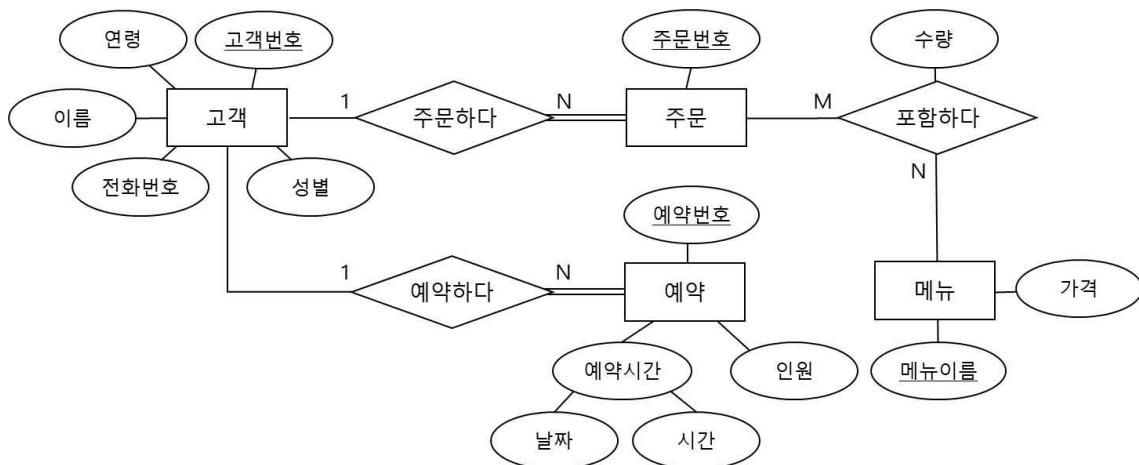 연령
고객번호
주문번호
수량
이름
고객
1
주문하다
N
주문
M
포함하다
전화번호
성별
N
예약번호
1
예약하다
N
예약
메뉴
가격
예약시간
인원
메뉴이름
날짜
시간